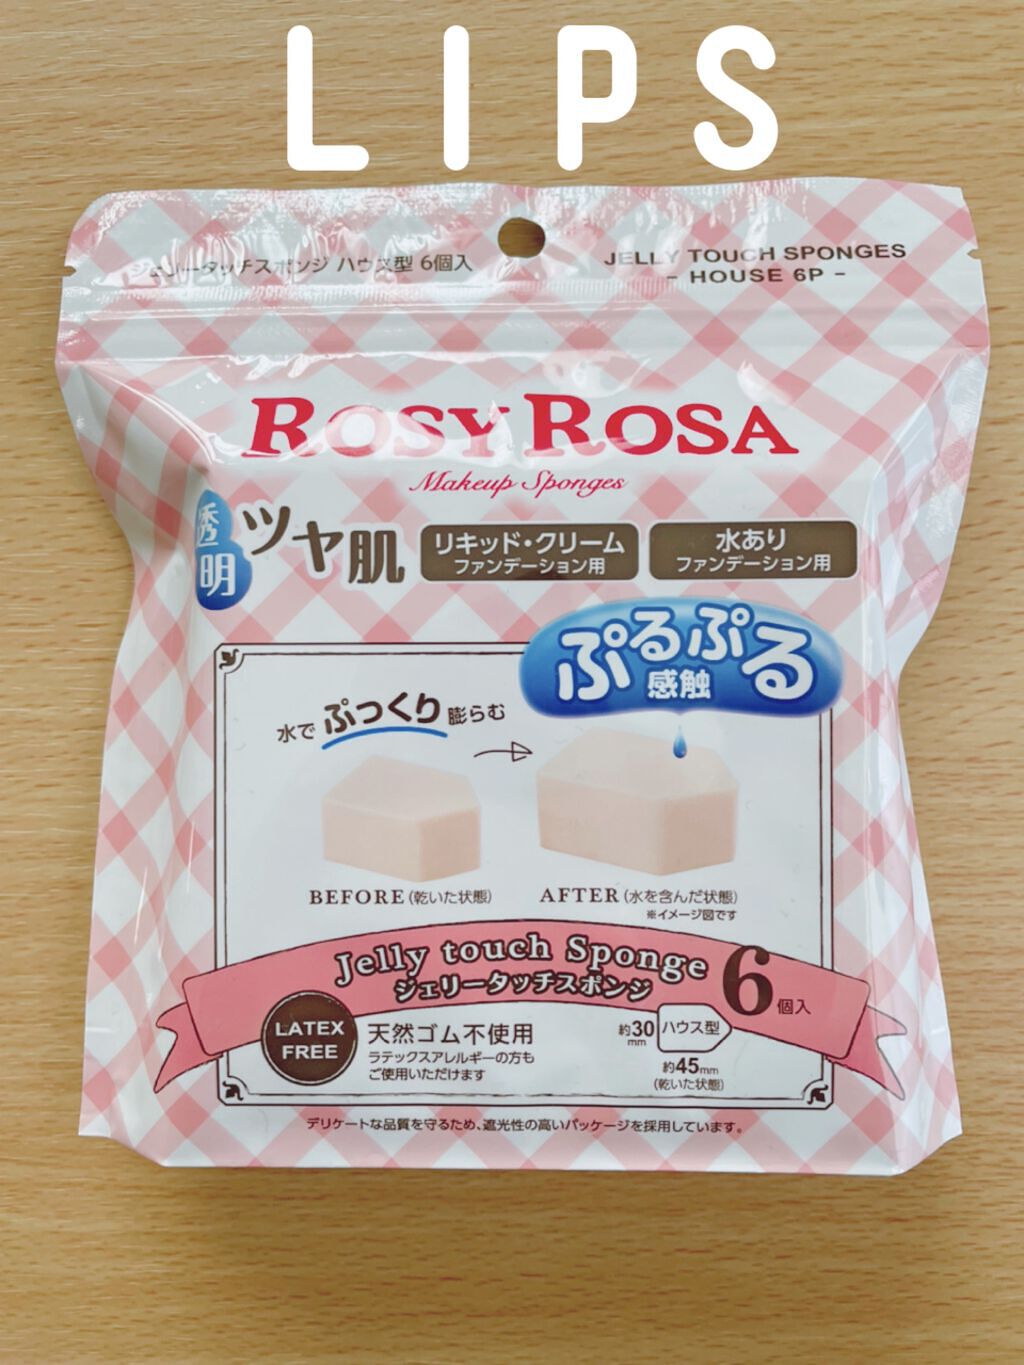 LIPS
ジェリータッチスポンジ ハウス型 6個入
JELLY TOUCH SPONGES
- HOUSE 6P -
ROSY ROSA
Makeup Sponges
透明
ツヤ肌
リキッド・クリーム
ファンデーション用
水あり
ファンデーション用
ぷるぷる
感触
水でぷっくり膨らむ
BEFORE(乾いた状態)
AFTER(水を含んだ状態)
※イメージ図です
Jelly touch Sponge
ジェリータッチスポンジ
6個入
LATEX
FREE
天然ゴム不使用
ラテックスアレルギーの方も
ご使用いただけます
約30
mm
ハウス型
約45mm
(乾いた状態)
デリケートな品質を守るため、遮光性の高いパッケージを採用しています。